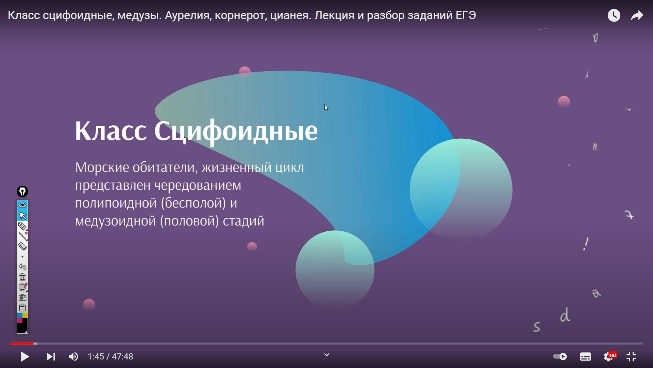 Класс сцифоидные, медузы. Аурелия, корнерот, цианея. Лекция и разбор заданий ЕГЭ
Класс Сцифоидные
Морские обитатели, жизненный цикл
представлен чередованием
полипоидной (бесполой) и
медузоидной (половой) стадий
s d a
!
1:45 / 47:48
HD